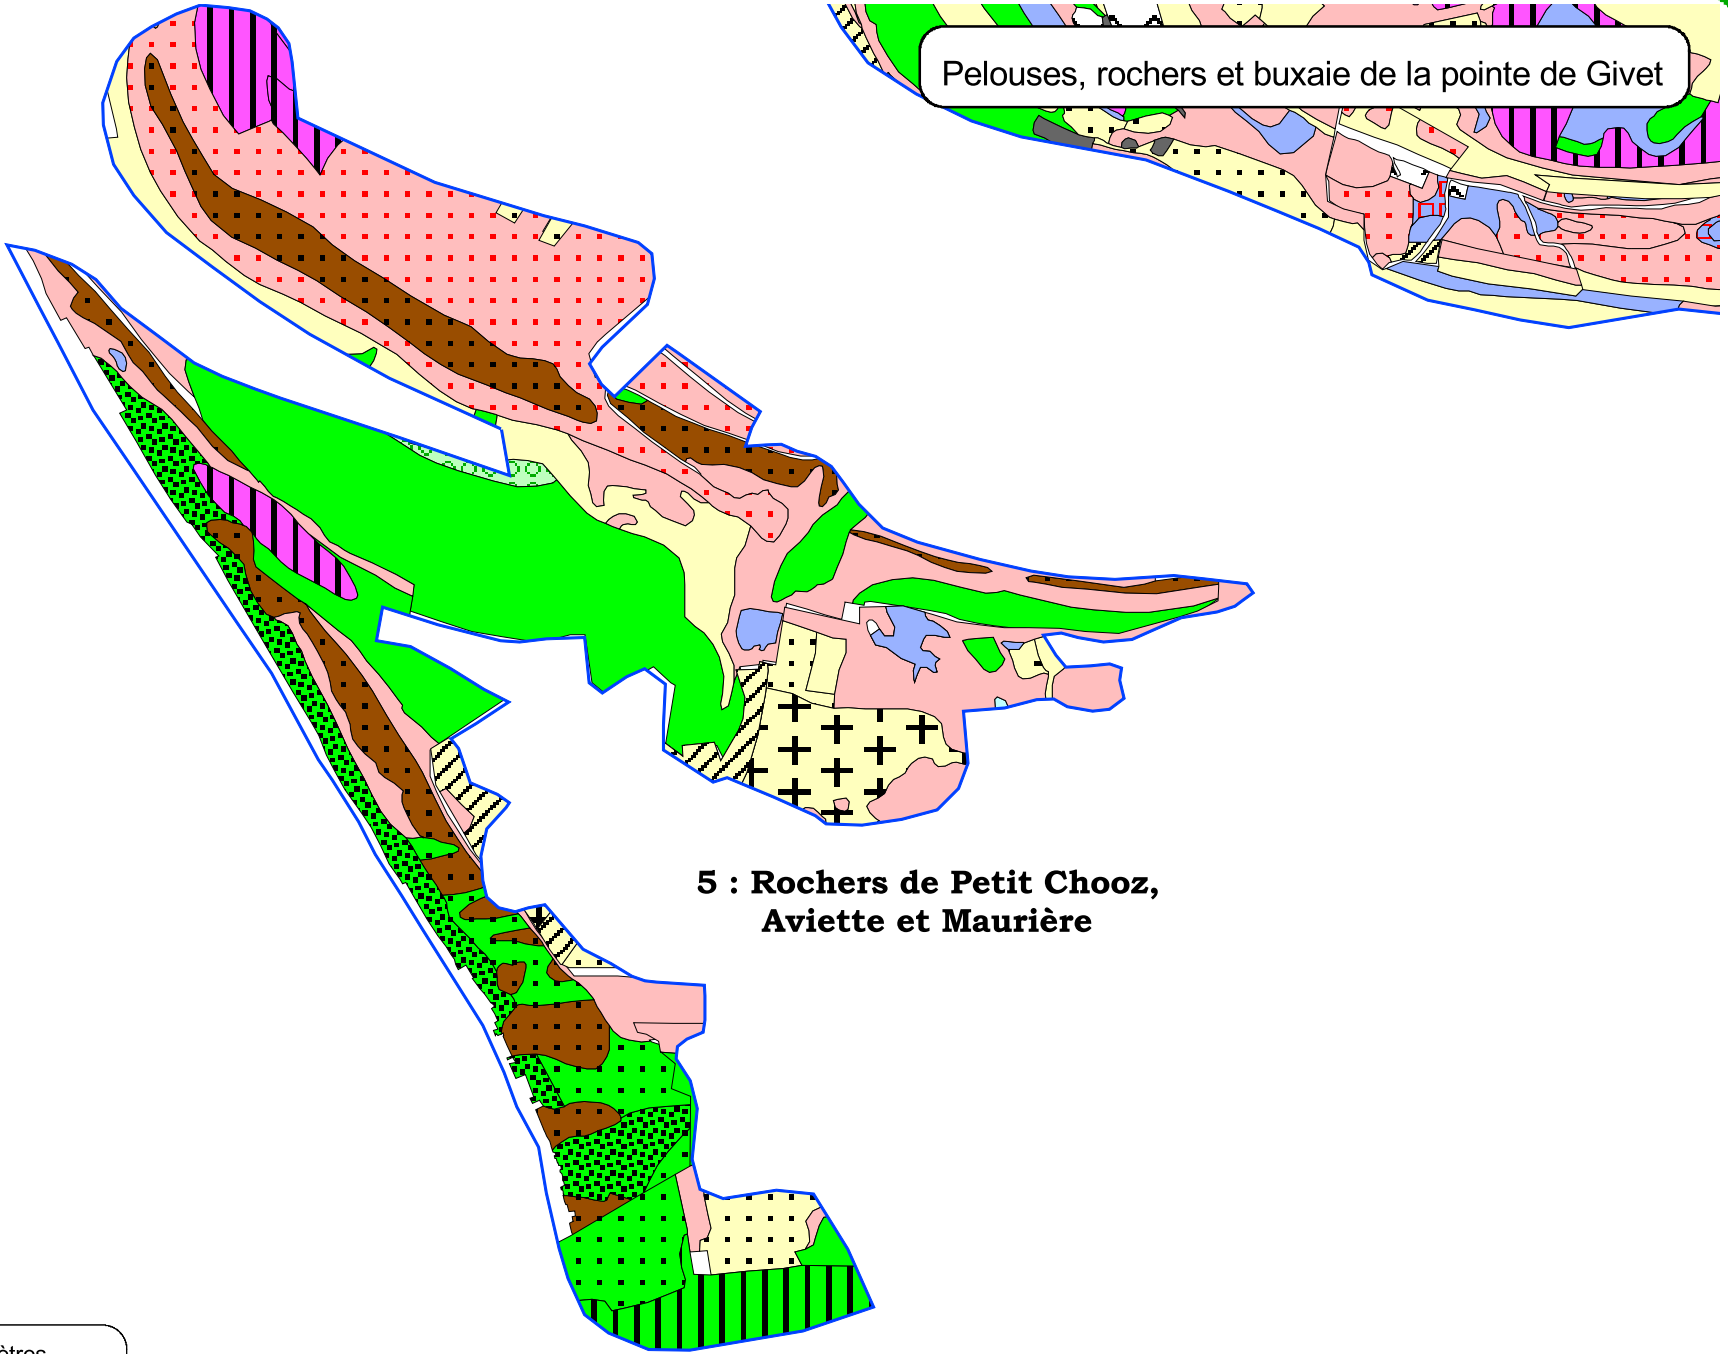 Pelouses, rochers et buxaie de la pointe de Givet
5 : Rochers de Petit Chooz,
Aviette et Maurière